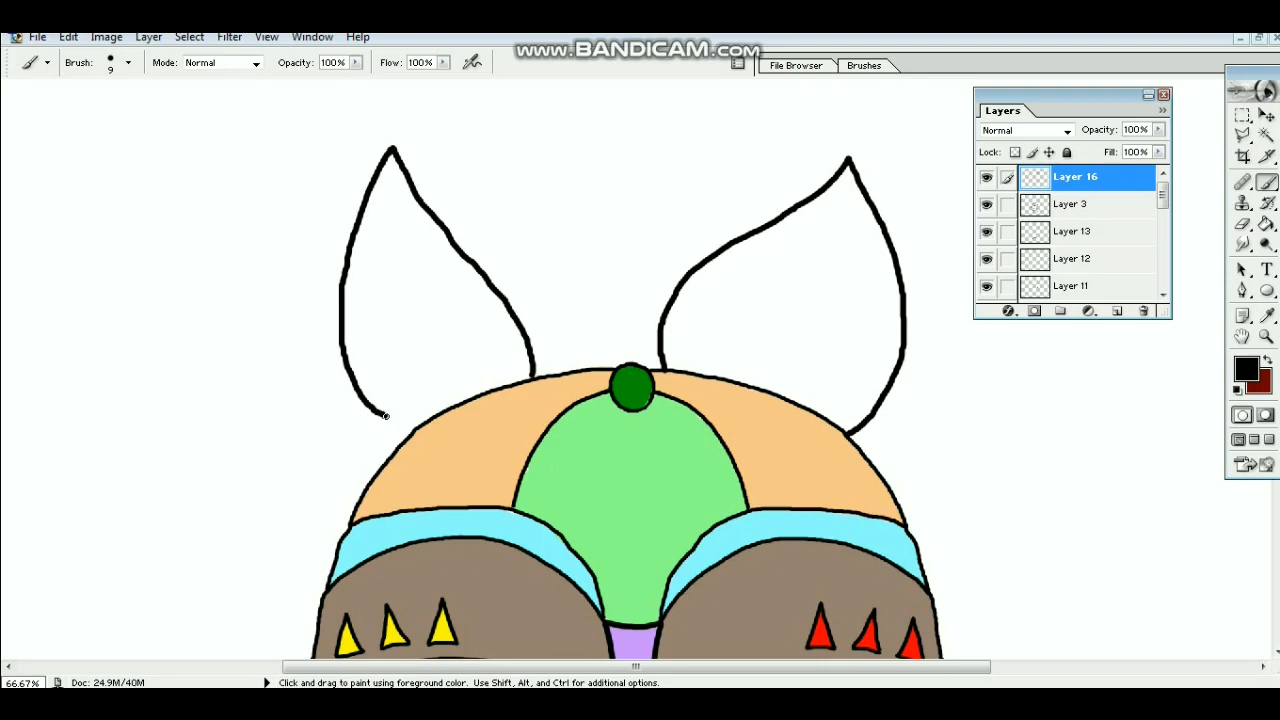 File Edit Image Layer Select Filter View Window Help
www.BANDICAM.com
Brush: 9 Mode: Normal Opacity: 100% Flow: 100% File Browser Brushes
Layers
Normal Opacity: 100%
Lock: Fill: 100%
Layer 16
Layer 3
Layer 13
Layer 12
Layer 11
66.67% Doc: 24.9M/40M Click and drag to paint using foreground color. Use Shift, Alt, and Ctrl for additional options.